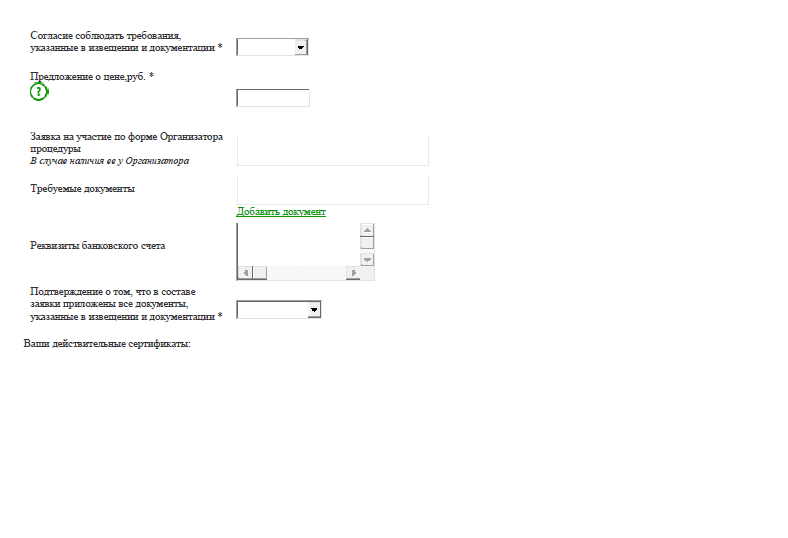 Согласие соблюдать требования,
указанные в извещении и документации *
Предложение о цене,руб. *
?
Заявка на участие по форме Организатора
процедуры
В случае наличия ее у Организатора
Требуемые документы
Добавить документ
Реквизиты банковского счета
Подтверждение о том, что в составе
заявки приложены все документы,
указанные в извещении и документации *
Ваши действительные сертификаты: